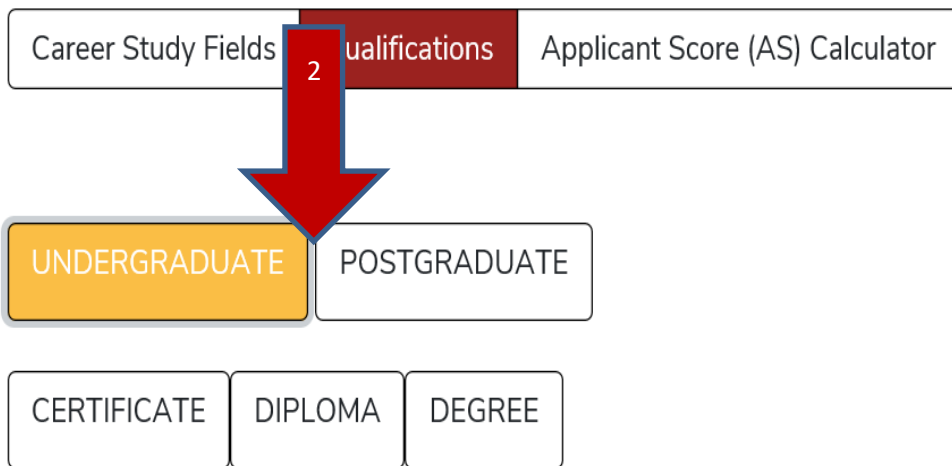 Career Study Fields ualifications Applicant Score (AS) Calculator
2
UNDERGRADUATE POSTGRADUATE
CERTIFICATE DIPLOMA DEGREE